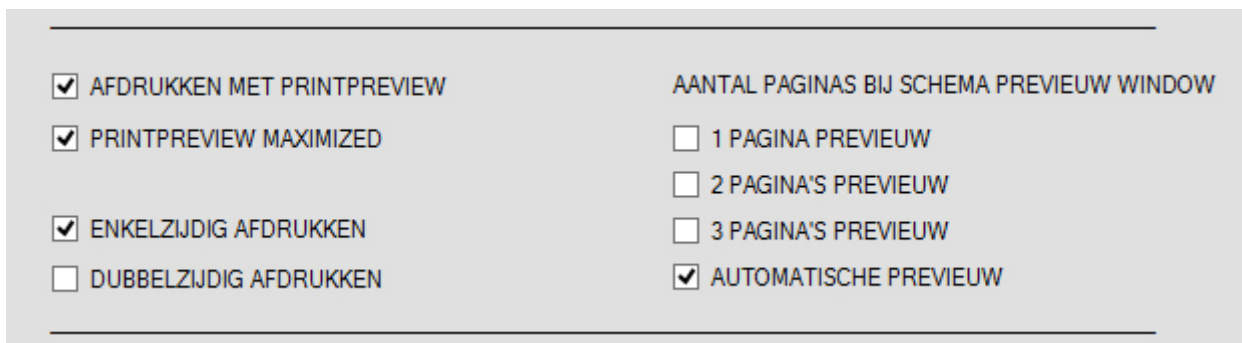 AFDRUKKEN MET PRINTPREVIEW
PRINTPREVIEW MAXIMIZED
ENKELZIJDIG AFDRUKKEN
DUBBELZIJDIG AFDRUKKEN
AANTAL PAGINAS BIJ SCHEMA PREVIEUW WINDOW
1 PAGINA PREVIEUW
2 PAGINA'S PREVIEUW
3 PAGINA'S PREVIEUW
AUTOMATISCHE PREVIEUW